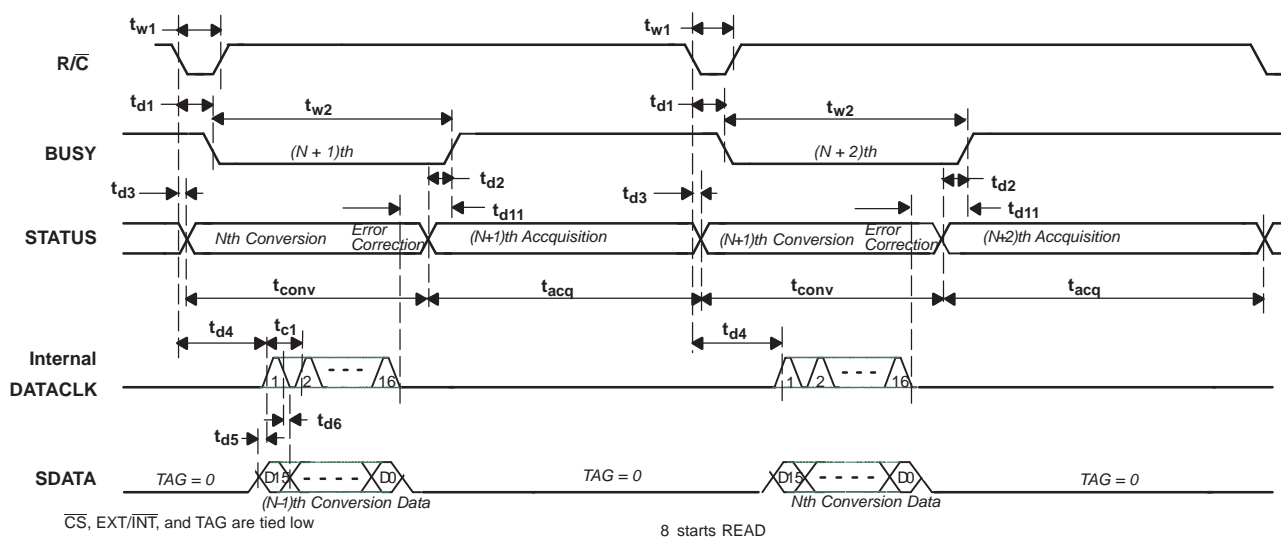 tw1 tw1
R/C
td1 tw2 td1 tw2
BUSY (N + 1)th (N + 2)th
td3 td2 td3 td2
td11 td11
STATUS Nth Conversion Error Correction (N+1)th Accquisition (N+1)th Conversion Error Correction (N+2)th Accquisition
tconv tacq tconv tacq
td4 tc1 td4
Internal
DATACLK 1 2 - - - 16 1 2 - - - - 16
td6
td5
SDATA TAG = 0 D15 - - - - - D0 TAG = 0 D15 - - - - - D0 TAG = 0
(N–1)th Conversion Data Nth Conversion Data
CS, EXT/INT, and TAG are tied low
8 starts READ